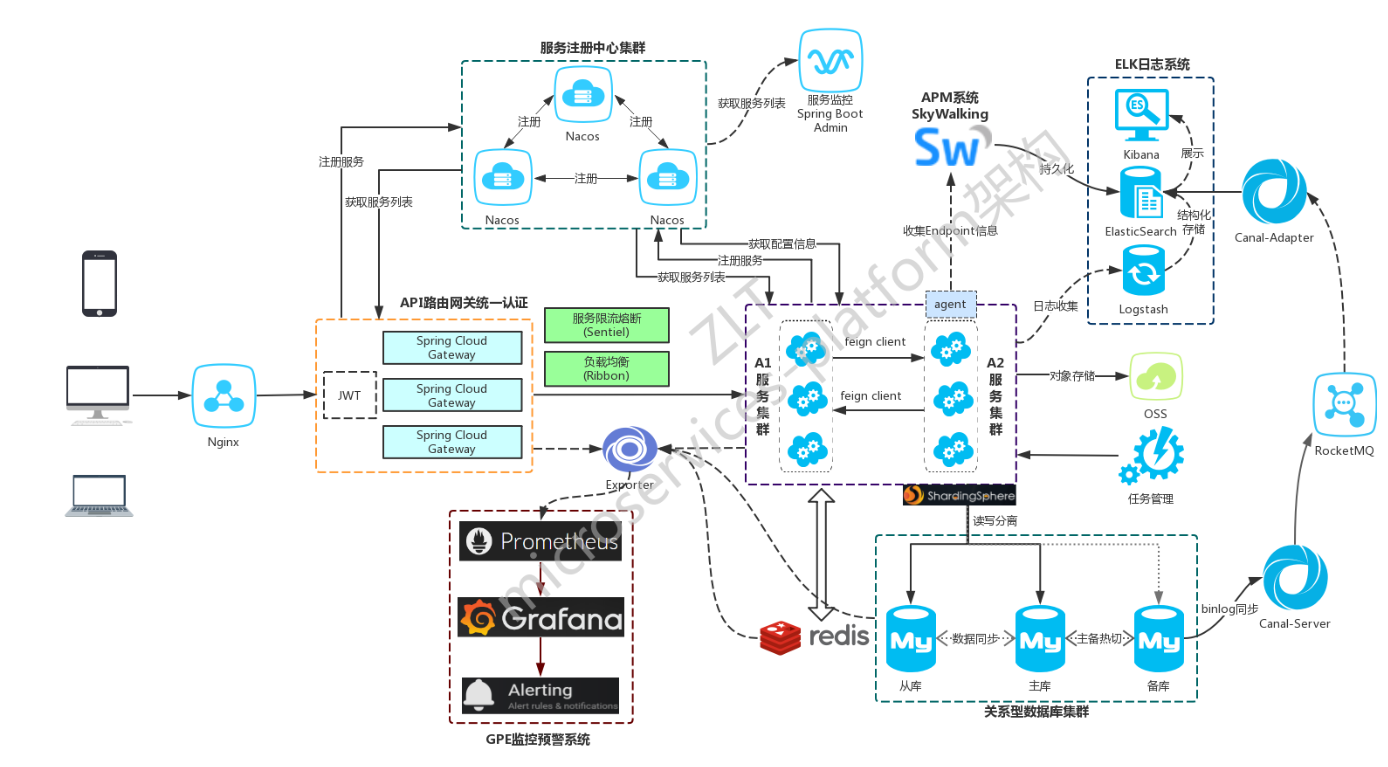 服务注册中心集群
Nacos
注册
注册
注册
Nacos
Nacos
获取服务列表
服务监控
Spring Boot
Admin
APM系统
SkyWalking
Sw
持久化
收集Endpoint信息
ELK日志系统
ES
Kibana
展示
ElasticSearch
结构化
存储
Logstash
日志收集
Canal-Adapter
注册服务
获取服务列表
获取配置信息
注册服务
获取服务列表
API路由网关统一认证
JWT
Spring Cloud
Gateway
Spring Cloud
Gateway
Spring Cloud
Gateway
服务限流熔断
(Sentiel)
负载均衡
(Ribbon)
Nginx
A1
服
务
集
群
feign client
feign client
agent
A2
服
务
集
群
对象存储
OSS
任务管理
RocketMQ
Exporter
ShardingSphere
读写分离
Prometheus
Grafana
Alerting
Alert rules & notifications
GPE监控预警系统
redis
My
数据同步
My
主备热切
My
从库
主库
备库
关系型数据库集群
binlog同步
Canal-Server
ZLT
microservices-platform架构